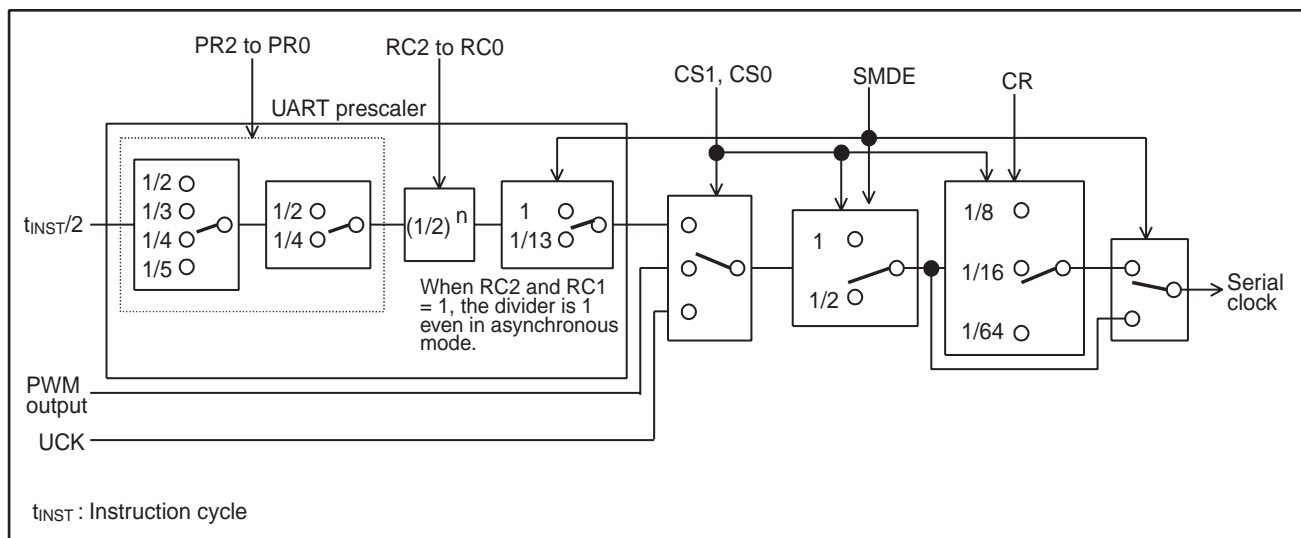 PR2 to PR0
RC2 to RC0
CS1, CS0
SMDE
CR
UART prescaler
tINST/2
1/2
1/3
1/4
1/5
1/2
1/4
(1/2) n
1
1/13
When RC2 and RC1
= 1, the divider is 1
even in asynchronous
mode.
1
1/2
1/8
1/16
1/64
Serial
clock
PWM
output
UCK
tINST : Instruction cycle